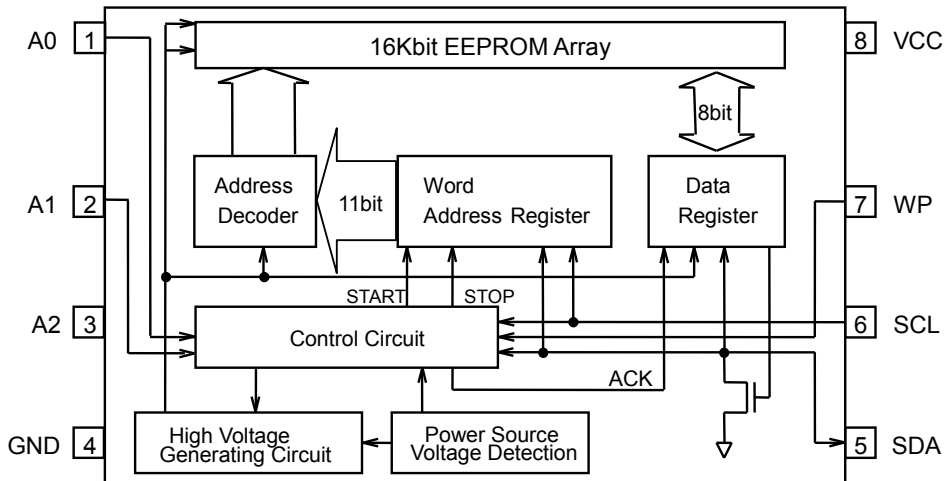 A0
1
16Kbit EEPROM Array
8
VCC
8bit
A1
2
Address
Decoder
11bit
Word
Address Register
Data
Register
7
WP
START
STOP
A2
3
Control Circuit
6
SCL
ACK
GND
4
High Voltage
Generating Circuit
Power Source
Voltage Detection
5
SDA